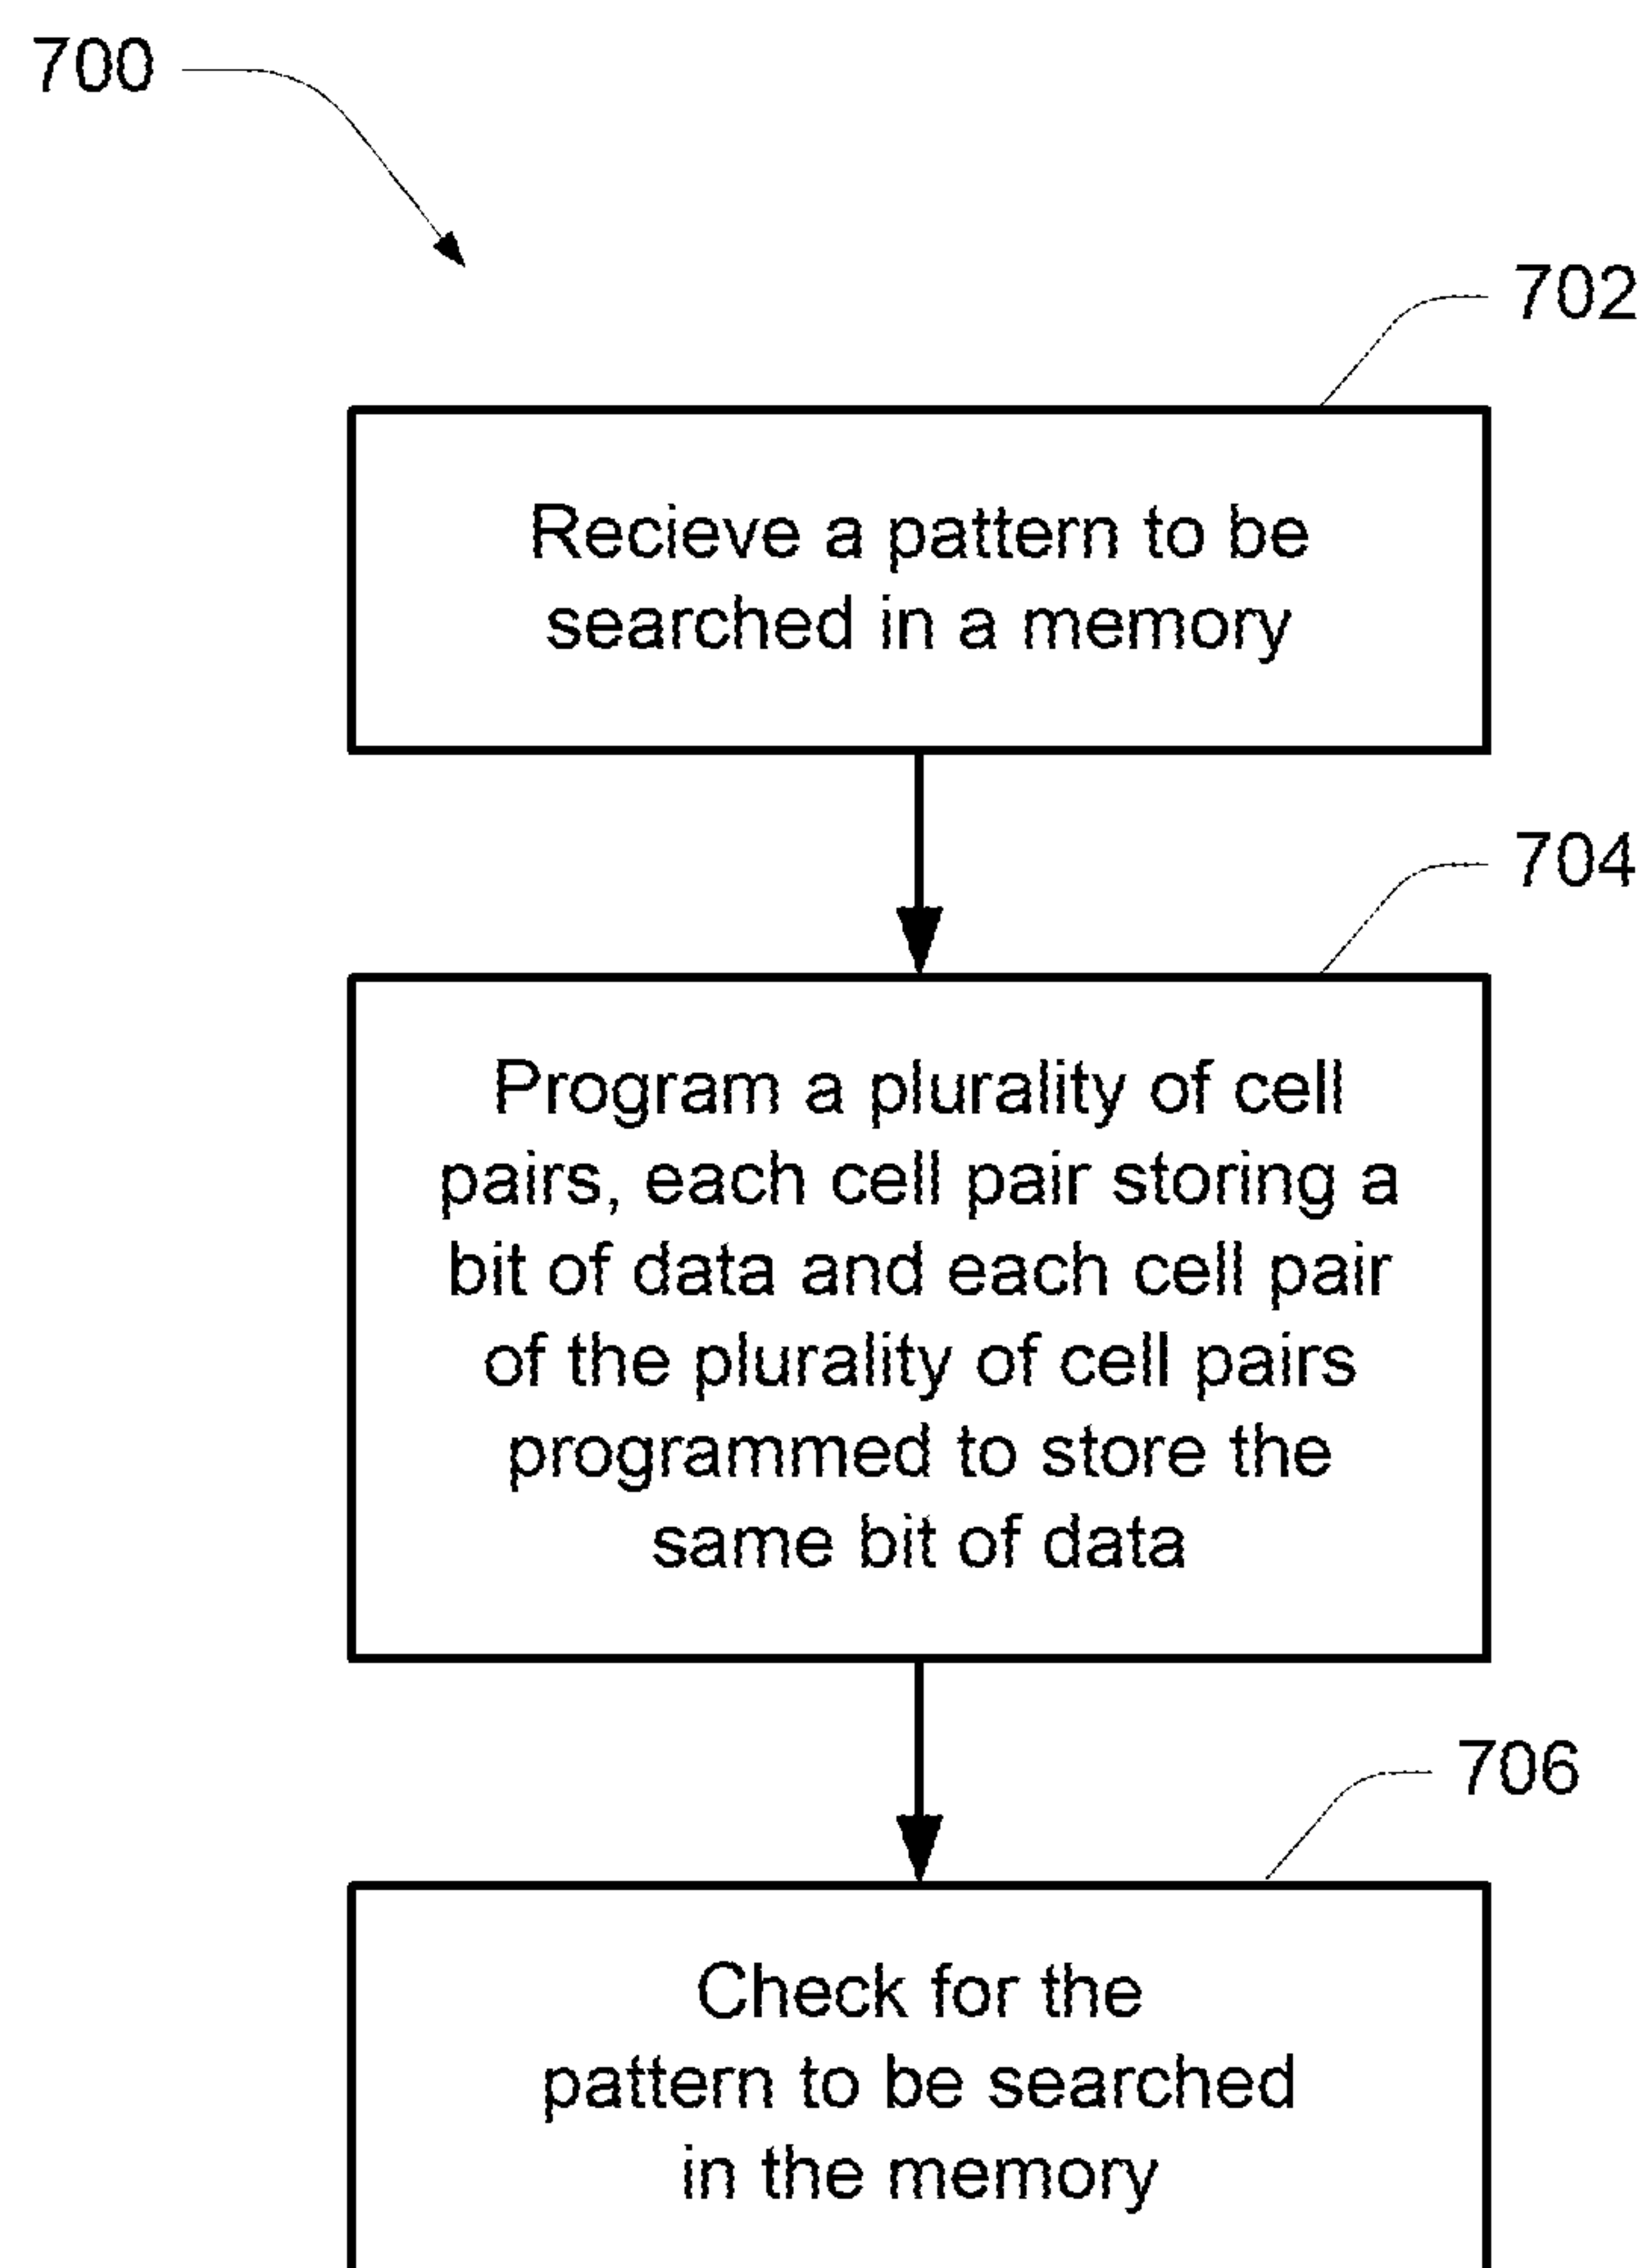 700
702
Recieve a pattern to be
searched in a memory
704
Program a plurality of cell
pairs, each cell pair storing a
bit of data and each cell pair
of the plurality of cell pairs
programmed to store the
same bit of data
706
Check for the
pattern to be searched
in the memory